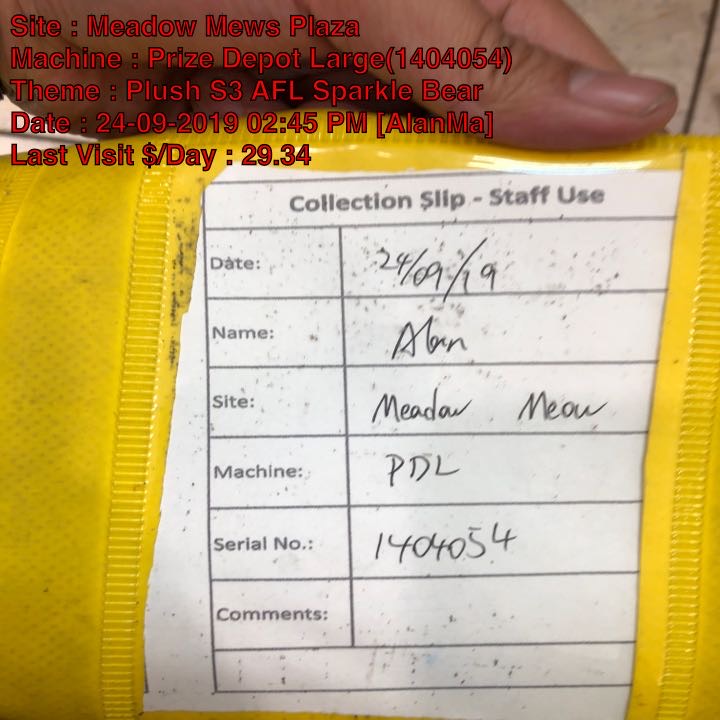 Site : Meadow Mews Plaza
Machine : Prize Depot Large(1404054)
Theme : Plush S3 AFL Sparkle Bear
Date : 24-09-2019 02:45 PM [AlanMa]
Last Visit $/Day : 29.34
Collection Slip - Staff Use
Date: 24/09/19
Name: Alan
Site: Meadow Meow
Machine: PDL
Serial No.: 1404054
Comments: